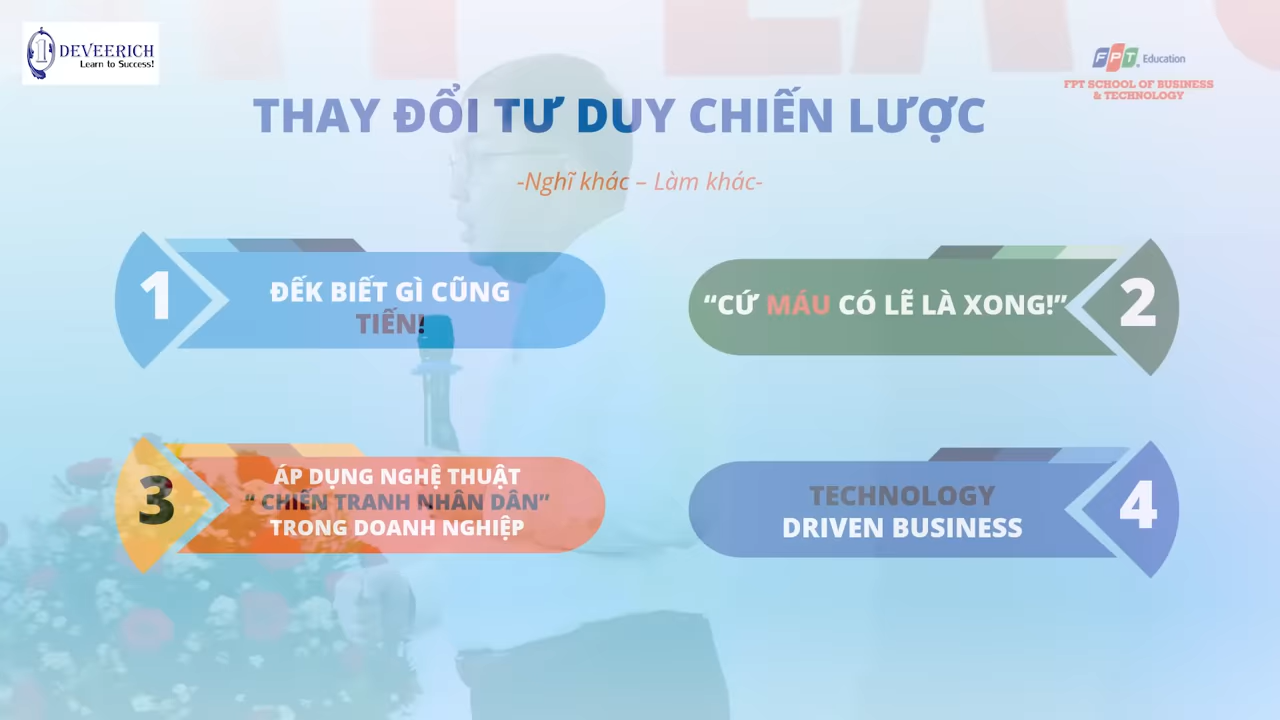 DEVEERICH
Learn to Success!
FPT Education
FPT SCHOOL OF BUSINESS
& TECHNOLOGY
THAY ĐỔI TƯ DUY CHIẾN LƯỢC
-Nghĩ khác – Làm khác-
1
ĐẾK BIẾT GÌ CŨNG
TIẾN!
“CỨ MÁU CÓ LẼ LÀ XONG!”
2
3
ÁP DỤNG NGHỆ THUẬT
“ CHIẾN TRANH NHÂN DÂN”
TRONG DOANH NGHIỆP
TECHNOLOGY
DRIVEN BUSINESS
4